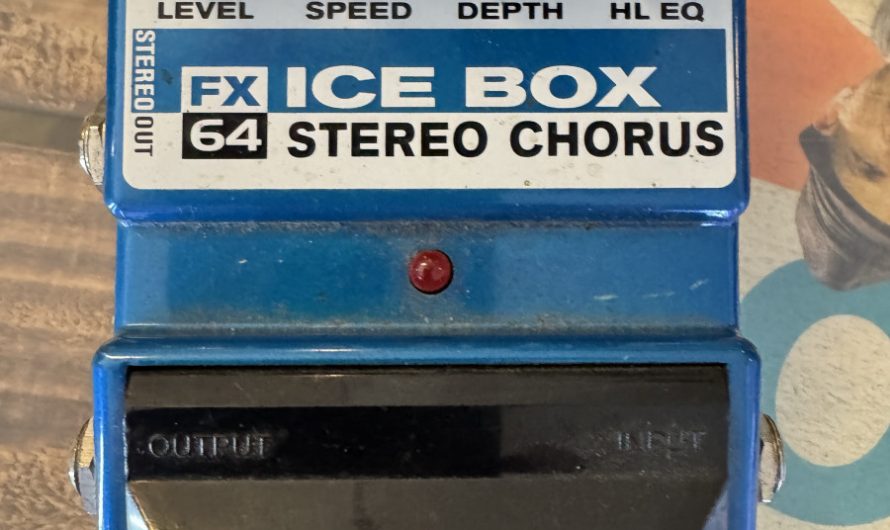 LEVEL SPEED DEPTH HL EQ
STEREO OUT
FX ICE BOX
64 STEREO CHORUS
OUTPUT INPUT